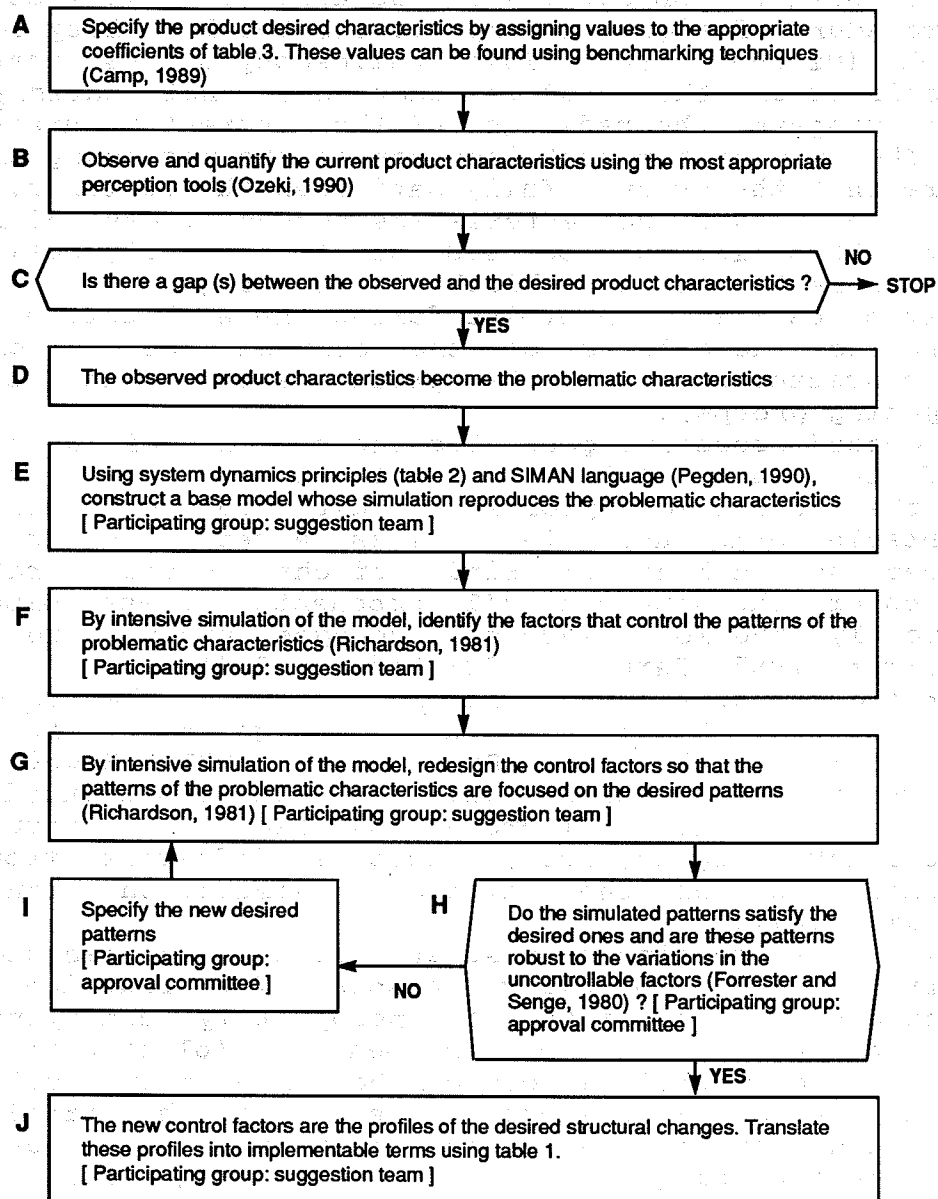 A
Specify the product desired characteristics by assigning values to the appropriate
coefficients of table 3. These values can be found using benchmarking techniques
(Camp, 1989)
B
Observe and quantify the current product characteristics using the most appropriate
perception tools (Ozeki, 1990)
C
Is there a gap (s) between the observed and the desired product characteristics ?
NO
STOP
YES
D
The observed product characteristics become the problematic characteristics
E
Using system dynamics principles (table 2) and SIMAN language (Pegden, 1990),
construct a base model whose simulation reproduces the problematic characteristics
[ Participating group: suggestion team ]
F
By intensive simulation of the model, identify the factors that control the patterns of the
problematic characteristics (Richardson, 1981)
[ Participating group: suggestion team ]
G
By intensive simulation of the model, redesign the control factors so that the
patterns of the problematic characteristics are focused on the desired patterns
(Richardson, 1981) [ Participating group: suggestion team ]
I
Specify the new desired
patterns
[ Participating group:
approval committee ]
H
Do the simulated patterns satisfy the
desired ones and are these patterns
robust to the variations in the
uncontrollable factors (Forrester and
Senge, 1980) ? [ Participating group:
approval committee ]
NO
YES
J
The new control factors are the profiles of the desired structural changes. Translate
these profiles into implementable terms using table 1.
[ Participating group: suggestion team ]